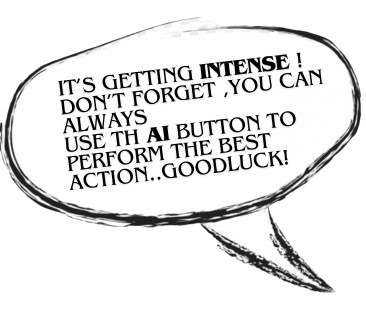 IT'S GETTING INTENSE !
DON'T FORGET ,YOU CAN
ALWAYS
USE TH AI BUTTON TO
PERFORM THE BEST
ACTION..GOODLUCK!